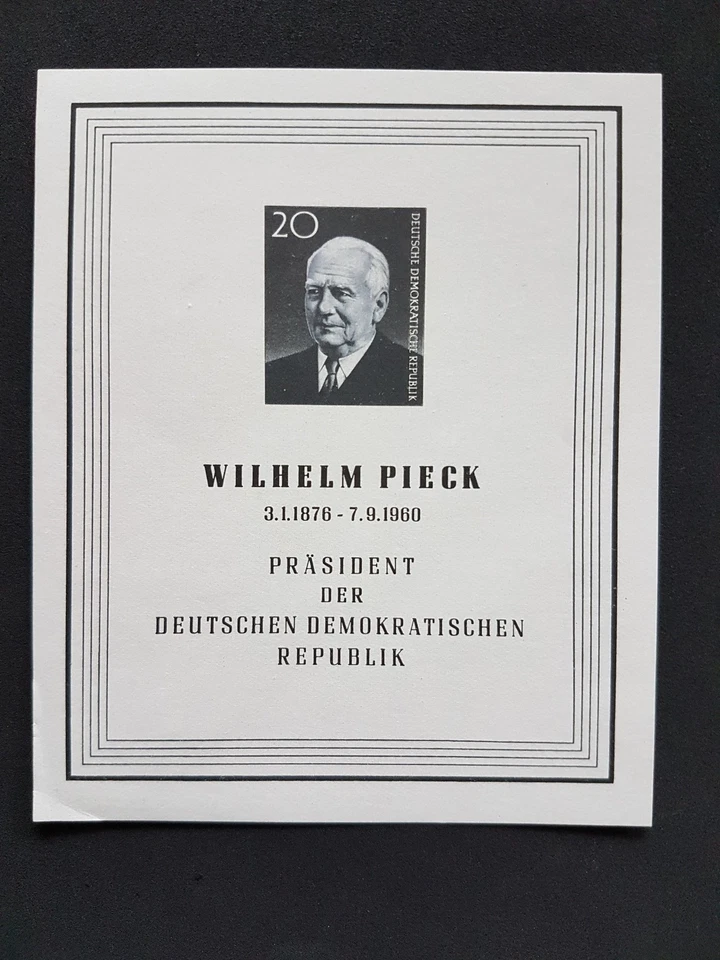 20
DEUTSCHE DEMOKRATISCHE REPUBLIK
WILHELM PIECK
3.1.1876 - 7.9.1960
PRÄSIDENT
DER
DEUTSCHEN DEMOKRATISCHEN
REPUBLIK